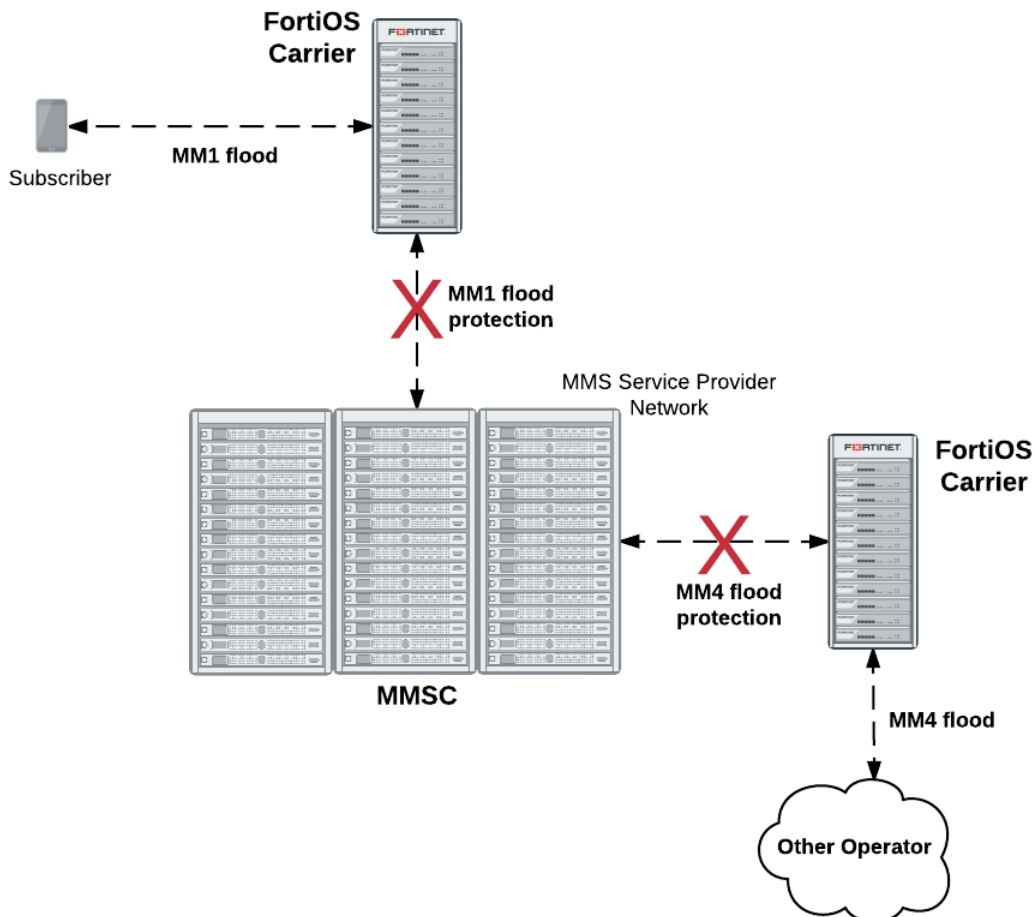 FortiOS
Carrier
FORTINET
MM1 flood
Subscriber
MM1 flood
protection
MMS Service Provider
Network
FORTINET
FortiOS
Carrier
MM4 flood
protection
MMSC
MM4 flood
Other Operator